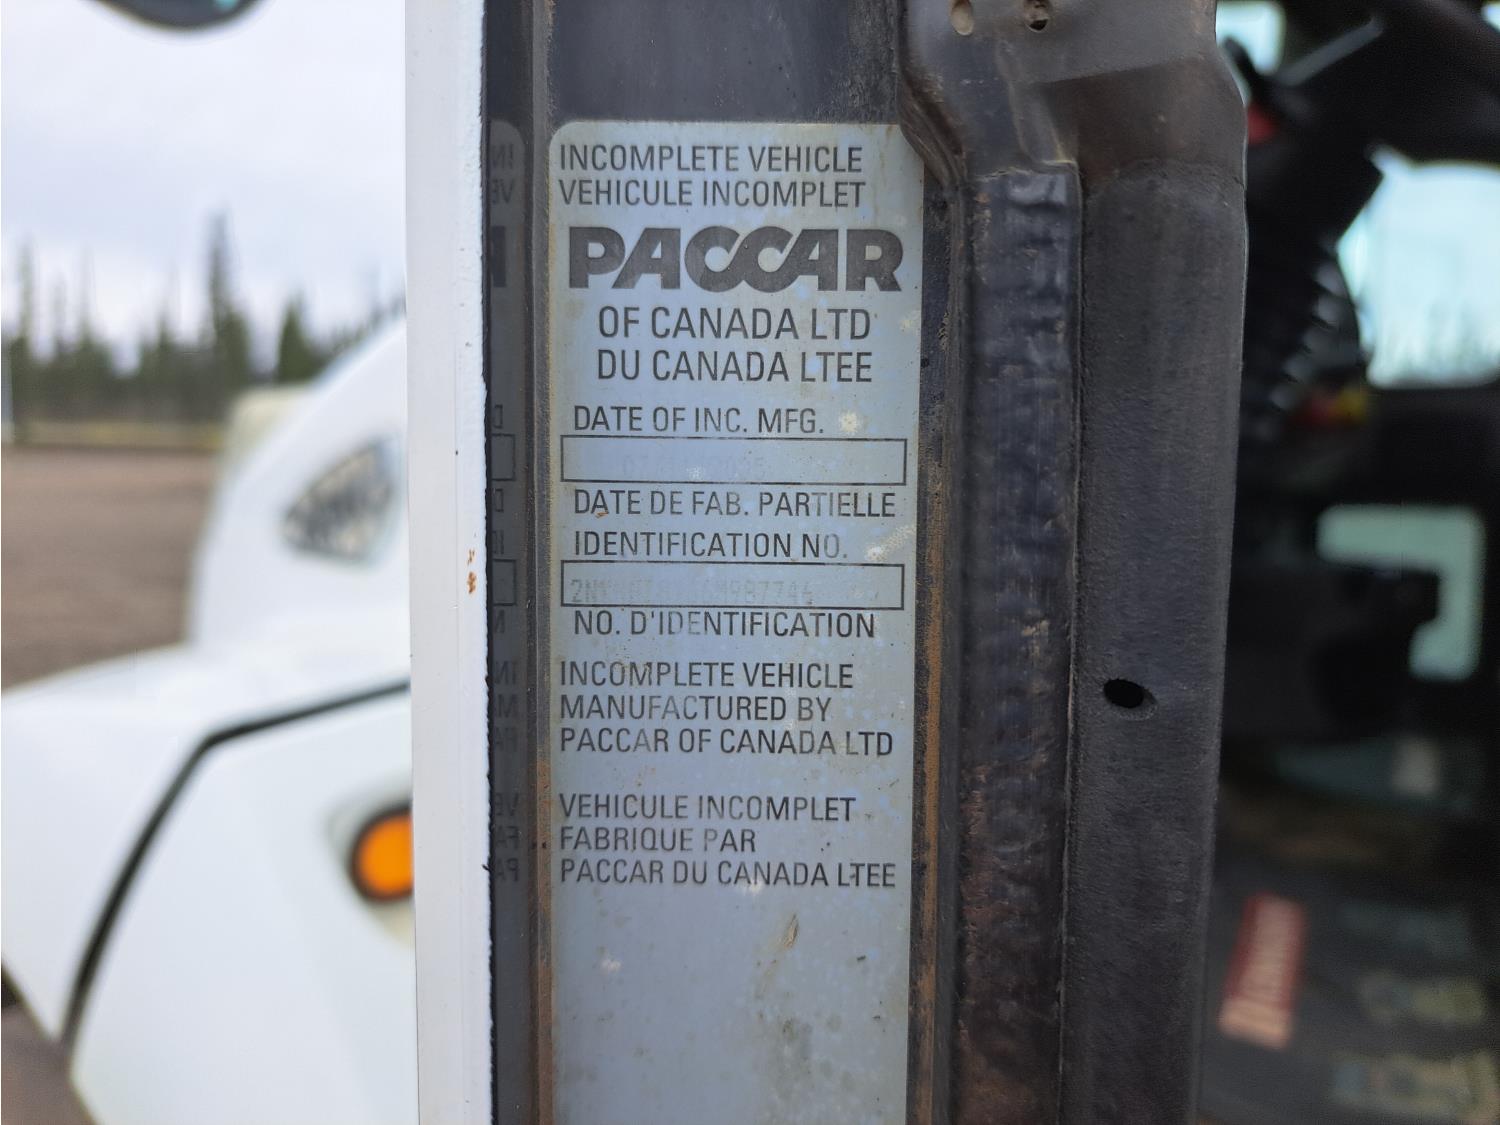 INCOMPLETE VEHICLE
VEHICULE INCOMPLET
PACCAR
OF CANADA LTD
DU CANADA LTEE
DATE OF INC. MFG.
DATE DE FAB. PARTIELLE
IDENTIFICATION NO.
NO. D'IDENTIFICATION
INCOMPLETE VEHICLE
MANUFACTURED BY
PACCAR OF CANADA LTD
VEHICULE INCOMPLET
FABRIQUE PAR
PACCAR DU CANADA LTEE